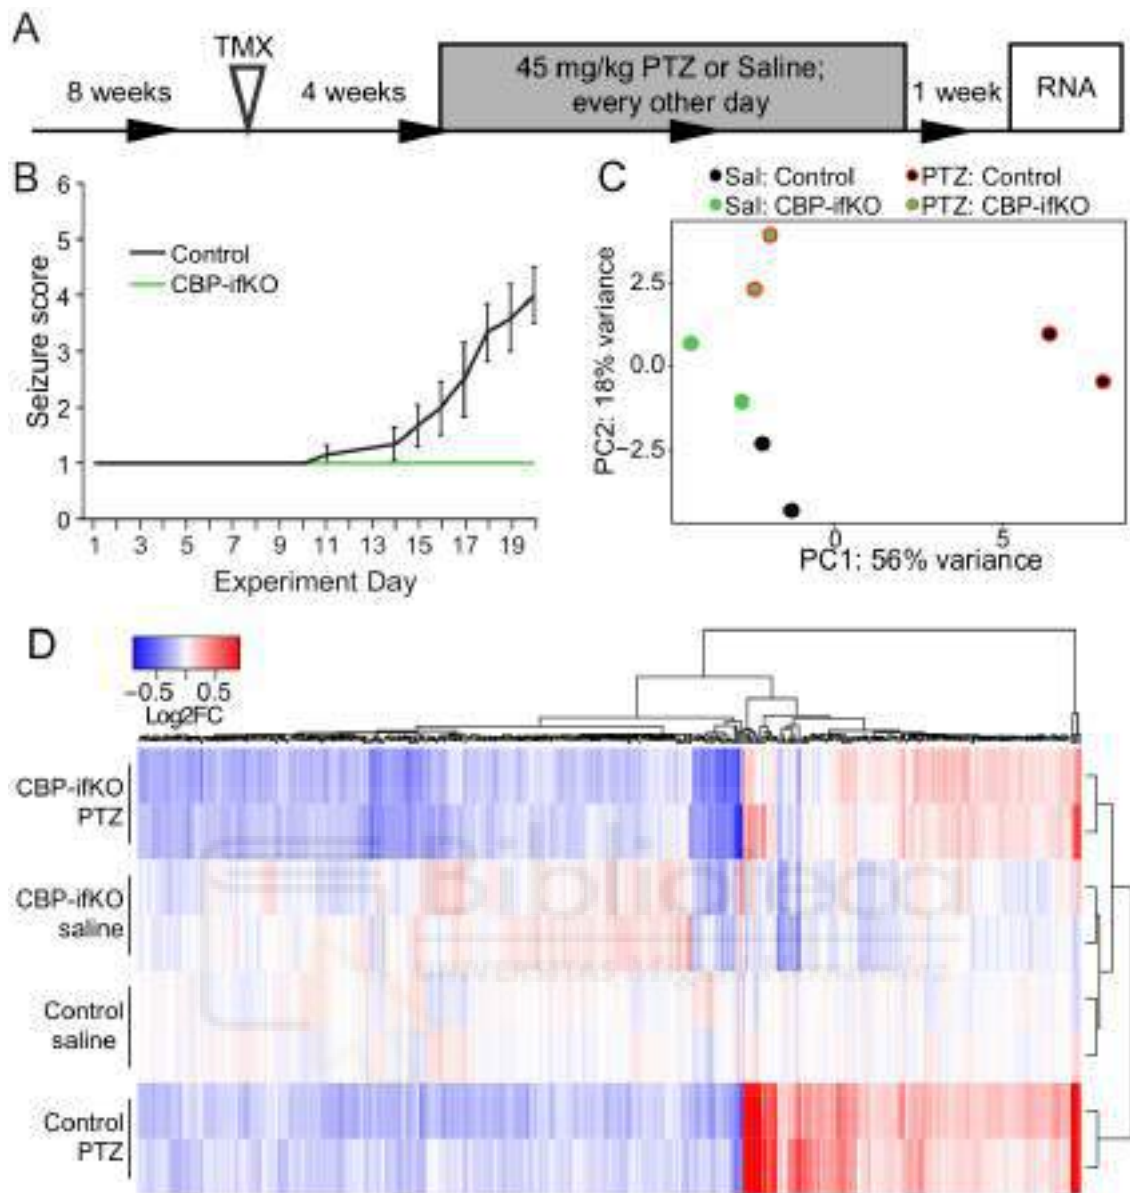 A
TMX
8 weeks
4 weeks
45 mg/kg PTZ or Saline;
every other day
1 week
RNA
B
6
5
4
3
2
1
0
Seizure score
Control
CBP-ifKO
1 3 5 7 9 11 13 15 17 19
Experiment Day
C
Sal: Control
PTZ: Control
Sal: CBP-ifKO
PTZ: CBP-ifKO
2.5
0.0
−2.5
PC2: 18% variance
0 5
PC1: 56% variance
D
−0.5 0.5
Log2FC
CBP-ifKO
PTZ
CBP-ifKO
saline
Control
saline
Control
PTZ
Biblioteca